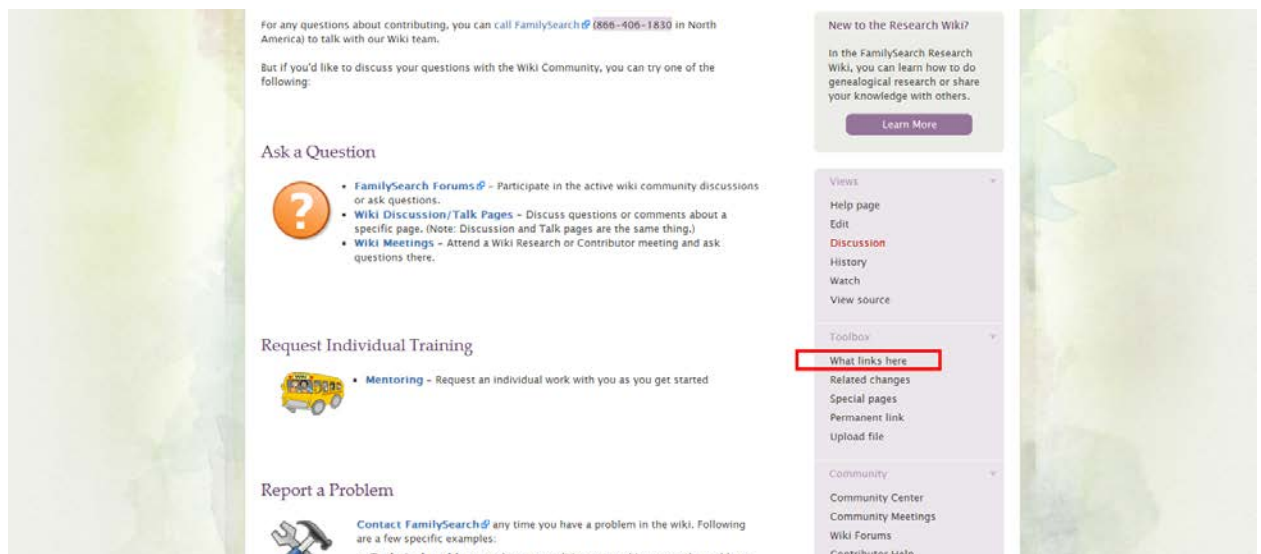 For any questions about contributing, you can call FamilySearch (866-406-1830 in North
America) to talk with our Wiki team.
But if you'd like to discuss your questions with the Wiki Community, you can try one of the
following:
Ask a Question
• FamilySearch Forums – Participate in the active wiki community discussions
or ask questions.
• Wiki Discussion/Talk Pages – Discuss questions or comments about a
specific page. (Note: Discussion and Talk pages are the same thing.)
• Wiki Meetings – Attend a Wiki Research or Contributor meeting and ask
questions there.
Request Individual Training
• Mentoring – Request an individual work with you as you get started
Report a Problem
Contact FamilySearch any time you have a problem in the wiki. Following
are a few specific examples:
New to the Research Wiki?
In the FamilySearch Research
Wiki, you can learn how to do
genealogical research or share
your knowledge with others.
Learn More
Views
Help page
Edit
Discussion
History
Watch
View source
Toolbox
What links here
Related changes
Special pages
Permanent link
Upload file
Community
Community Center
Community Meetings
Wiki Forums
Contributor Help